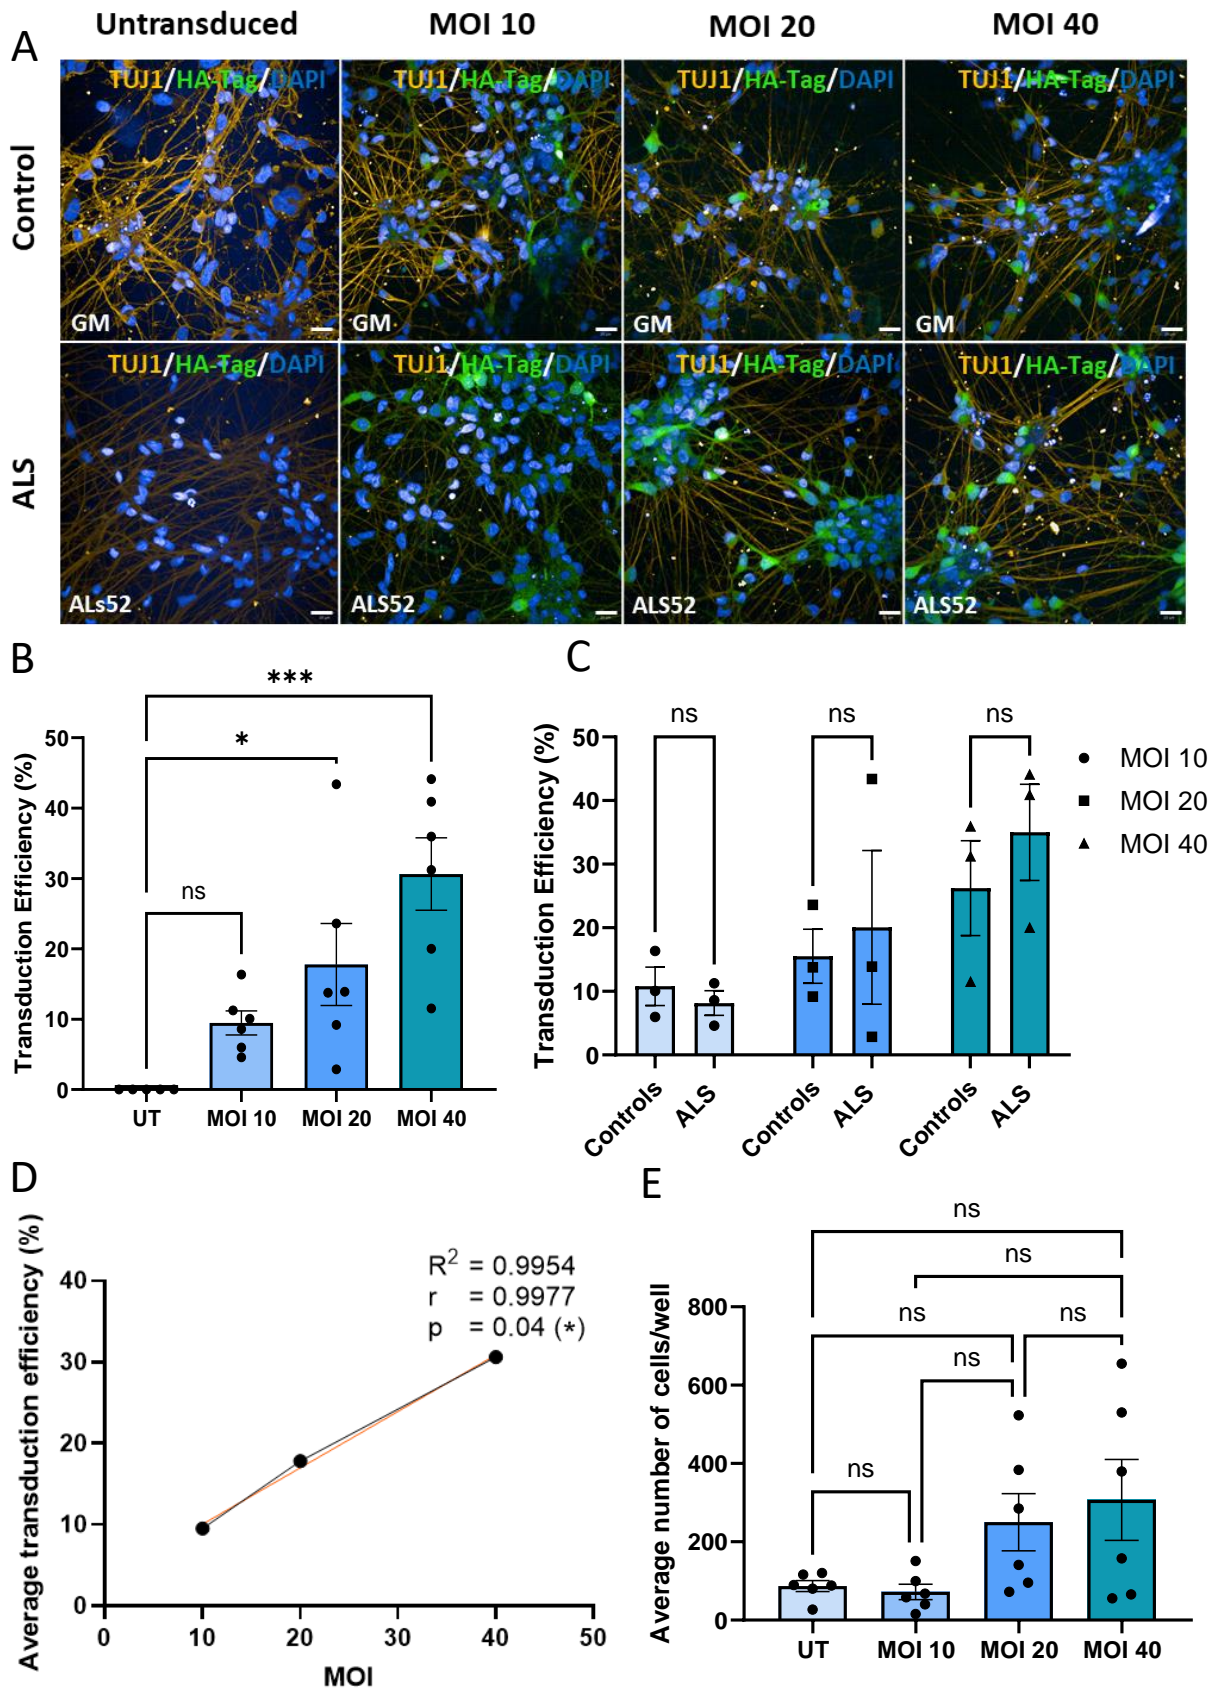 A
Untransduced MOI 10 MOI 20 MOI 40
Control
TUJ1/HA-Tag/DAPI TUJ1/HA-Tag/DAPI TUJ1/HA-Tag/DAPI TUJ1/HA-Tag/DAPI
GM GM GM GM
ALS
TUJ1/HA-Tag/DAPI TUJ1/HA-Tag/DAPI TUJ1/HA-Tag/DAPI TUJ1/HA-Tag/DAPI
ALs52 ALS52 ALS52 ALS52
B
***
*
ns
Transduction Efficiency (%)
50
40
30
20
10
0
UT MOI 10 MOI 20 MOI 40
C
ns ns ns
Transduction Efficiency (%)
50
40
30
20
10
0
Controls ALS Controls ALS Controls ALS
MOI 10
MOI 20
MOI 40
D
Average transduction efficiency (%)
R² = 0.9954
r = 0.9977
p = 0.04 (*)
40
30
20
10
0
0 10 20 30 40 50
MOI
E
ns
ns
ns ns
ns
ns
Average number of cells/well
800
600
400
200
0
UT MOI 10 MOI 20 MOI 40